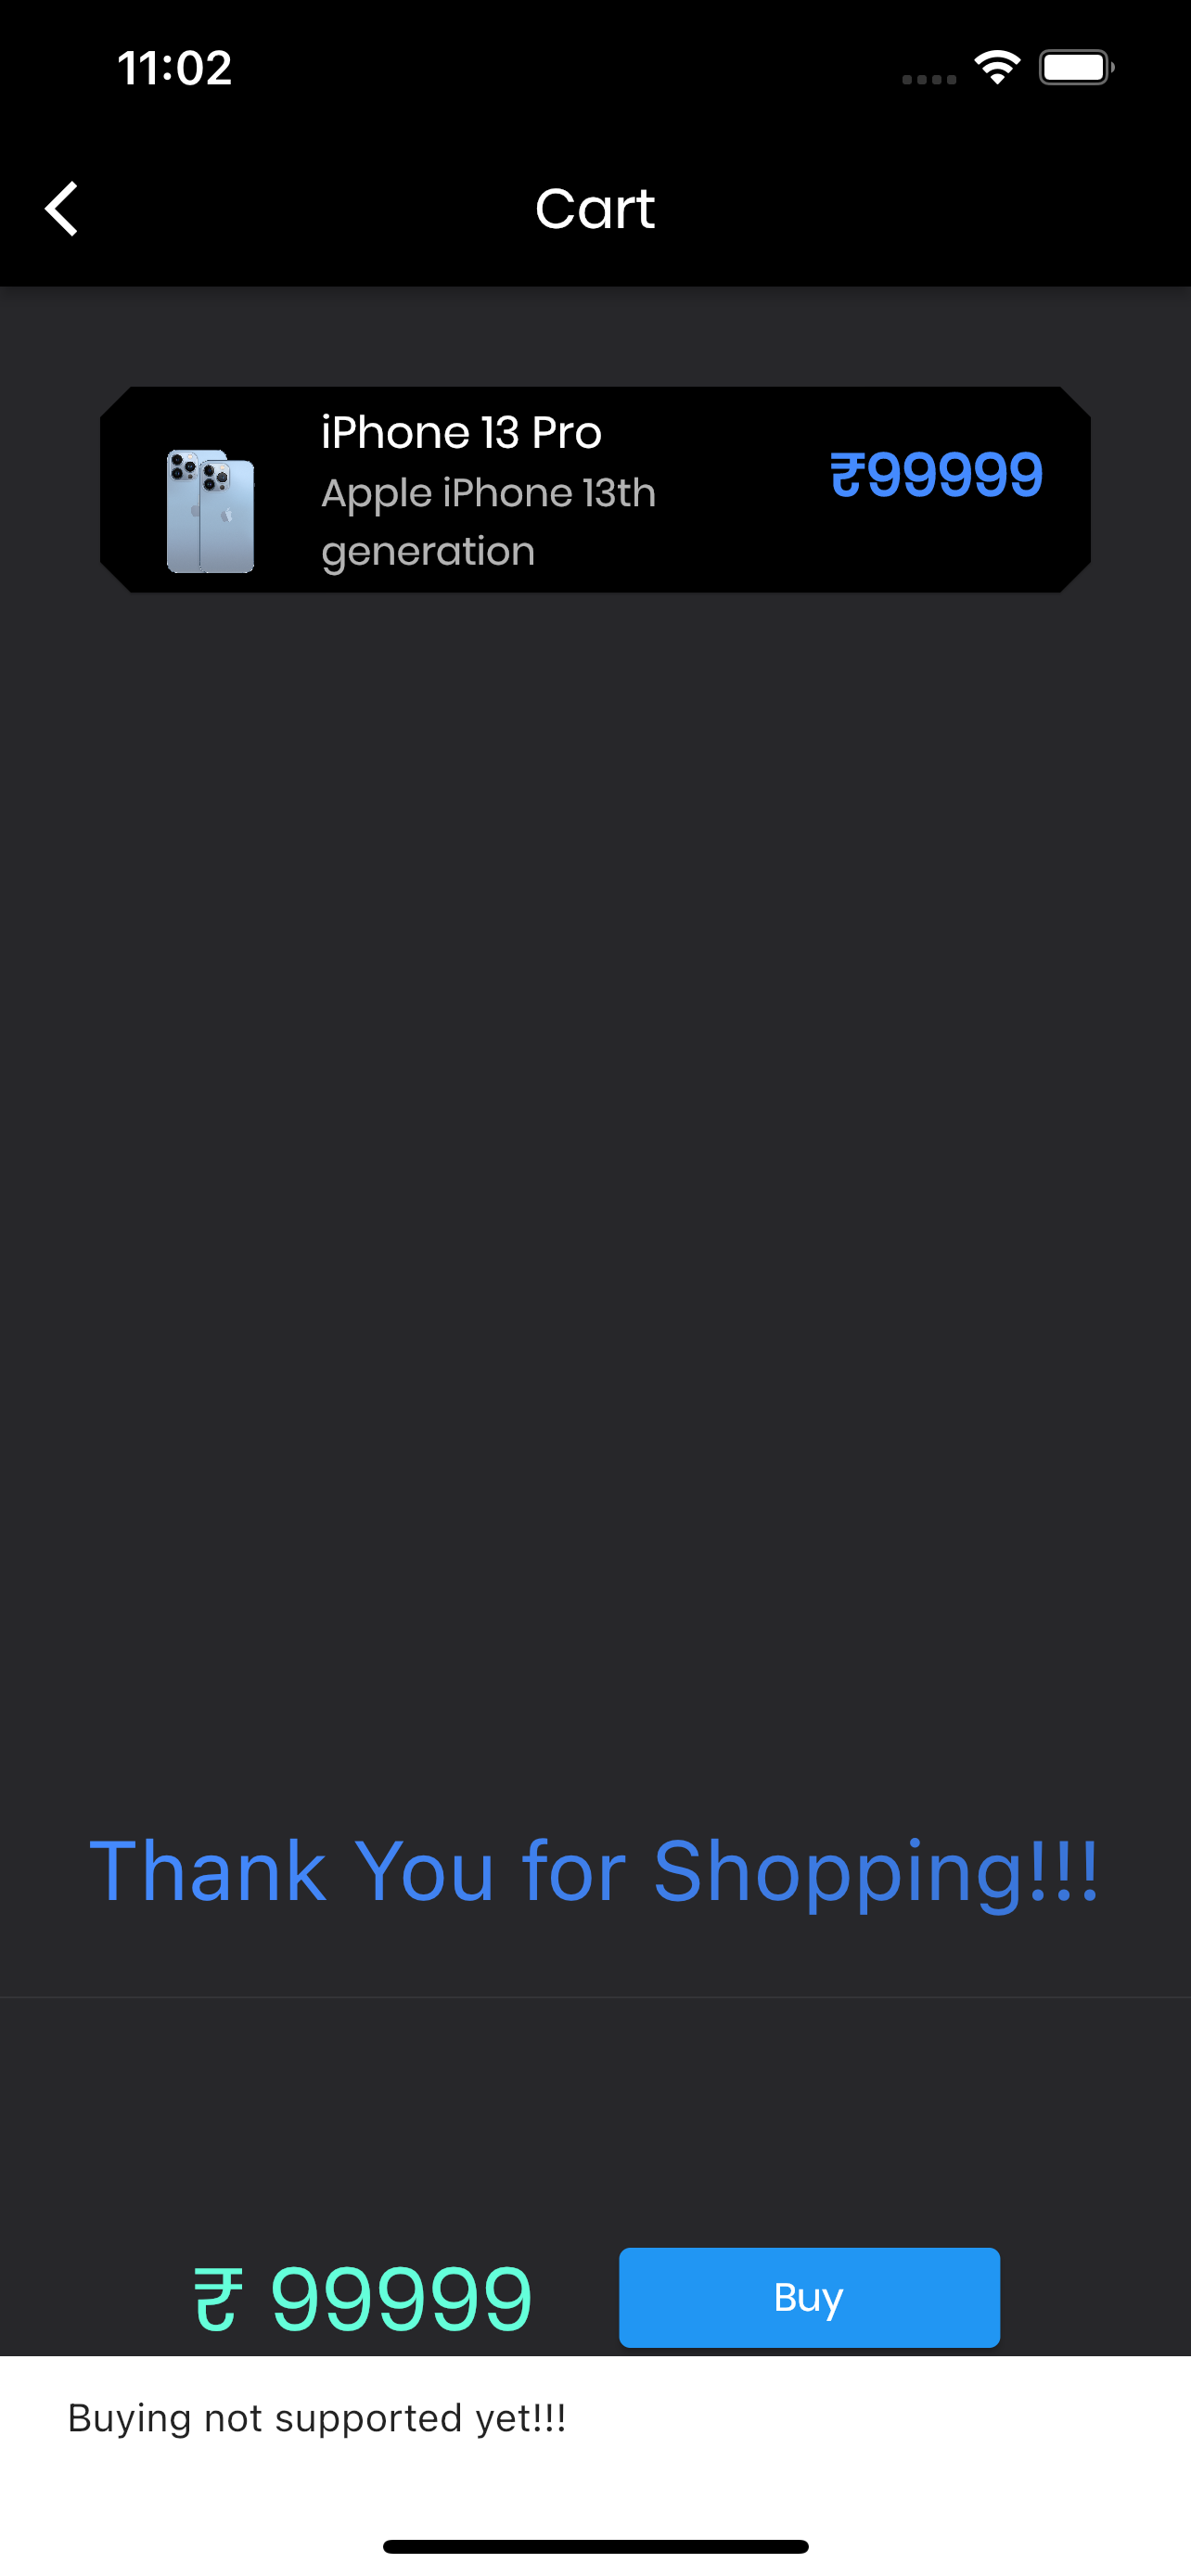 11:02
Cart
iPhone 13 Pro
Apple iPhone 13th
generation
₹99999
Thank You for Shopping!!!
₹ 99999
Buy
Buying not supported yet!!!